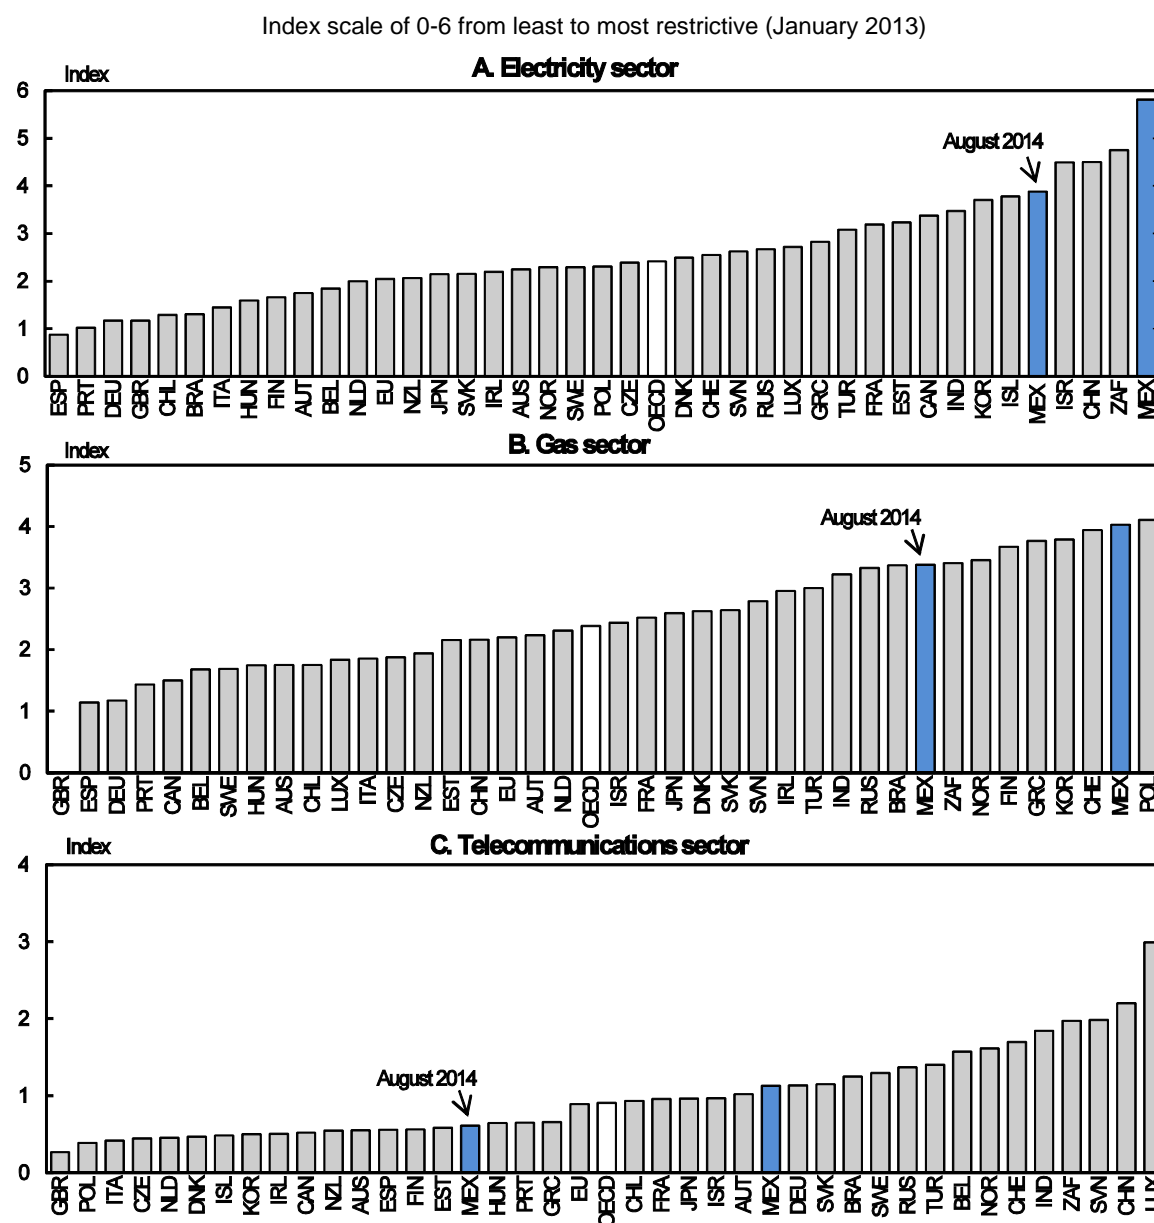 Index scale of 0-6 from least to most restrictive (January 2013)
A. Electricity sector
Index
6
5
4
3
2
1
0
August 2014
ESP PRT DEU GBR CHL BRA ITA HUN FIN AUT BEL NLD EU NZL JPN SVK IRL AUS NOR SWE POL CZE OECD DNK CHE SVN RUS LUX GRC TUR FRA EST CAN IND KOR ISL MEX ISR CHN ZAF MEX
B. Gas sector
Index
5
4
3
2
1
0
August 2014
GBR ESP DEU PRT CAN BEL SWE HUN AUS CHL LUX ITA CZE NZL EST CHN EU AUT NLD OECD ISR FRA JPN DNK SVK SVN IRL TUR IND RUS BRA MEX ZAF NOR FIN GRC KOR CHE MEX POL
C. Telecommunications sector
Index
4
3
2
1
0
August 2014
GBR POL ITA CZE NLD DNK ISL KOR IRL CAN NZL AUS ESP FIN EST MEX HUN PRT GRC EU OECD CHL FRA JPN ISR AUT MEX DEU SVK BRA SWE RUS TUR BEL NOR CHE IND ZAF SVN CHN LUX